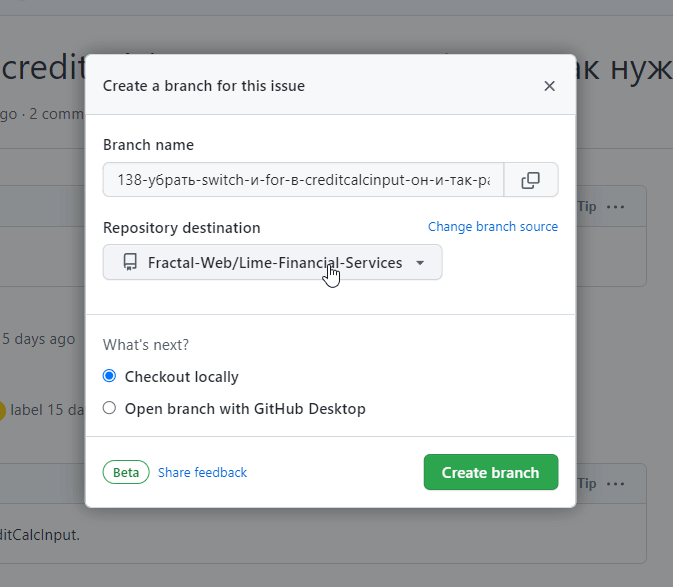 credit
ак нуж
ago · 2 comm
Create a branch for this issue
Branch name
138-убрать-switch-и-for-в-creditcalcinput-он-и-так-ра
Tip
Repository destination
Change branch source
Fractal-Web/Lime-Financial-Services
5 days ago
What's next?
Checkout locally
label 15 da
Open branch with GitHub Desktop
Beta
Share feedback
Create branch
Tip
ditCalcInput.